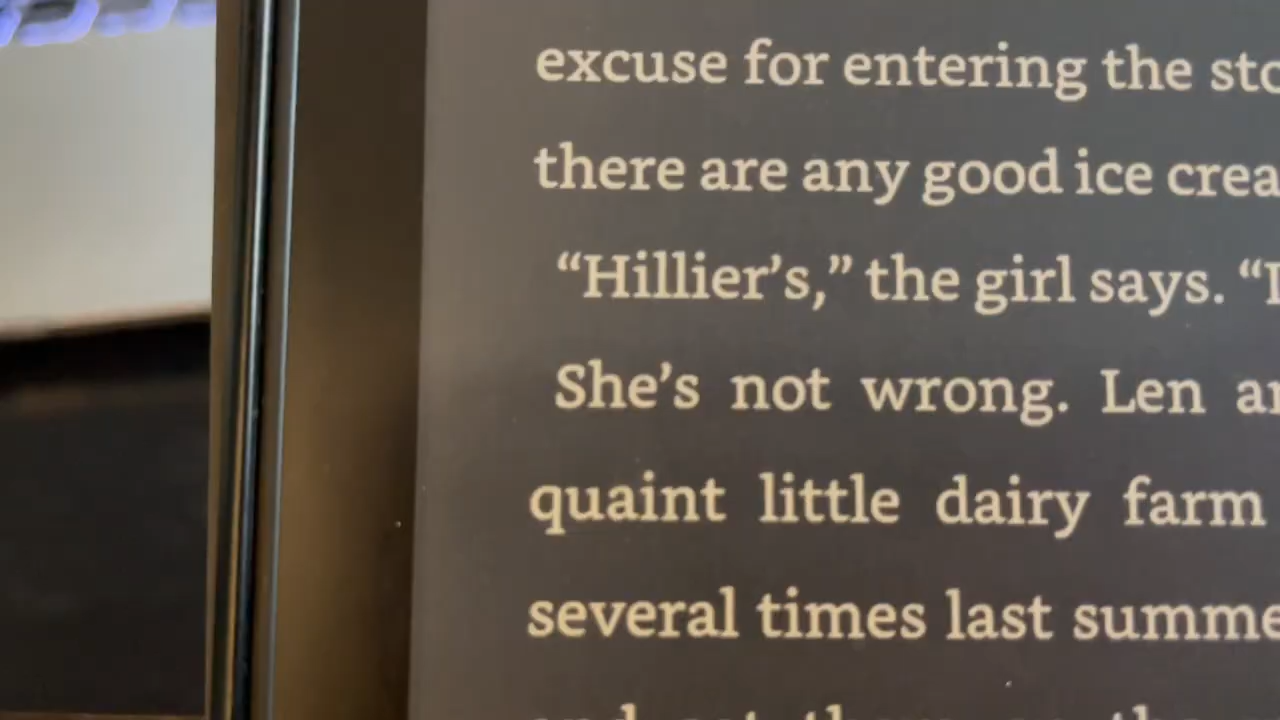 excuse for entering the
there are any good ice
“Hillier’s,” the girl says.
She’s not wrong. Len
quaint little dairy farm
several times last